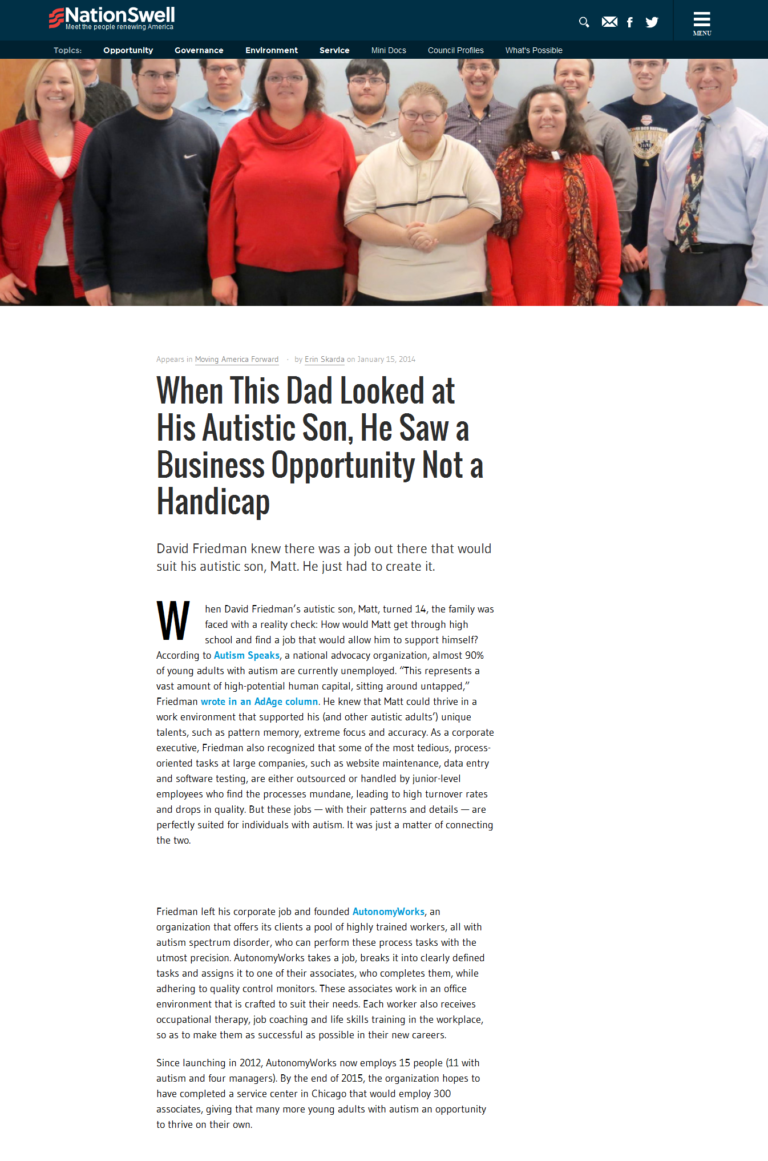 NationSwell
Meet the people renewing America
MENU
Topics: Opportunity Governance Environment Service Mini Docs Council Profiles What's Possible
Appears in Moving America Forward - by Erin Skarda on January 15, 2014
When This Dad Looked at
His Autistic Son, He Saw a
Business Opportunity Not a
Handicap
David Friedman knew there was a job out there that would
suit his autistic son, Matt. He just had to create it.
When David Friedman's autistic son, Matt, turned 14, the family was
faced with a reality check: How would Matt get through high
school and find a job that would allow him to support himself?
According to Autism Speaks, a national advocacy organization, almost 90%
of young adults with autism are currently unemployed. “This represents a
vast amount of high-potential human capital, sitting around untapped,”
Friedman wrote in an AdAge column. He knew that Matt could thrive in a
work environment that supported his (and other autistic adults’) unique
talents, such as pattern memory, extreme focus and accuracy. As a corporate
executive, Friedman also recognized that some of the most tedious, process-
oriented tasks at large companies, such as website maintenance, data entry
and software testing, are either outsourced or handled by junior-level
employees who find the processes mundane, leading to high turnover rates
and drops in quality. But these jobs — with their patterns and details — are
perfectly suited for individuals with autism. It was just a matter of connecting
the two.
Friedman left his corporate job and founded AutonomyWorks, an
organization that offers its clients a pool of highly trained workers, all with
autism spectrum disorder, who can perform these process tasks with the
utmost precision. AutonomyWorks takes a job, breaks it into clearly defined
tasks and assigns it to one of their associates, who completes them, while
adhering to quality control monitors. These associates work in an office
environment that is crafted to suit their needs. Each worker also receives
occupational therapy, job coaching and life skills training in the workplace,
so as to make them as successful as possible in their new careers.
Since launching in 2012, AutonomyWorks now employs 15 people (11 with
autism and four managers). By the end of 2015, the organization hopes to
have completed a service center in Chicago that would employ 300
associates, giving that many more young adults with autism an opportunity
to thrive on their own.